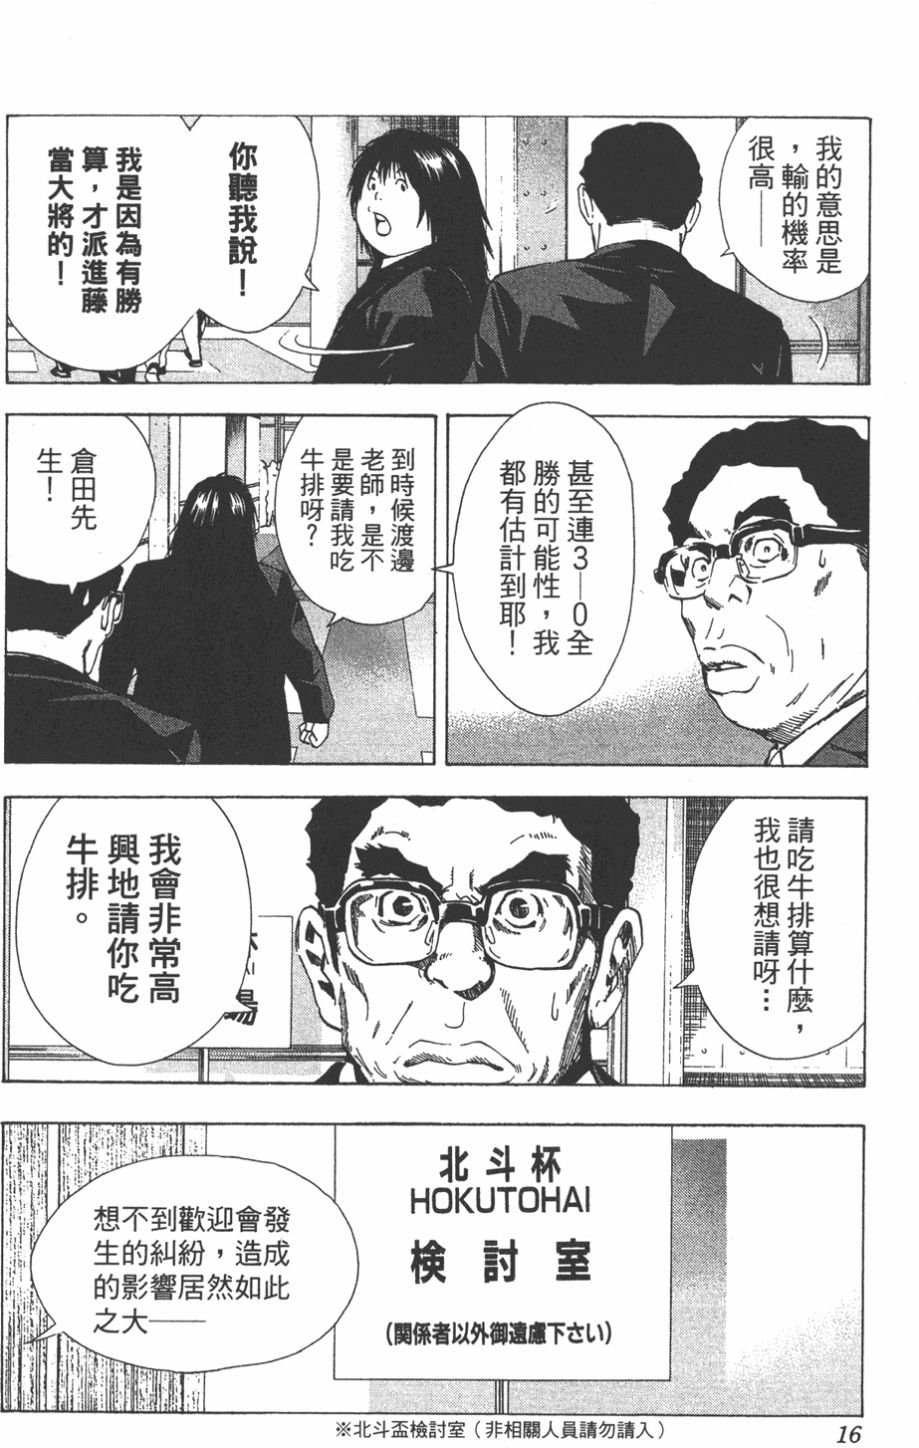 我的意思是
，輸的機率
很高——
你聽我說！
我是因為有勝
算，才派進藤
當大將的！
甚至連3—0全
勝的可能性，我
都有估計到耶！
到時候渡邊
老師，是不
是要請我吃
牛排呀？
倉田先
生！
請吃牛排算什麼，
我也很想請呀…
我會非常高
興地請你吃
牛排。
北斗杯
HOKUTOHAI
検討室
（関係者以外御遠慮下さい）
想不到歡迎會發
生的糾紛，造成
的影響居然如此
之大——
※北斗盃檢討室（非相關人員請勿請入）
16